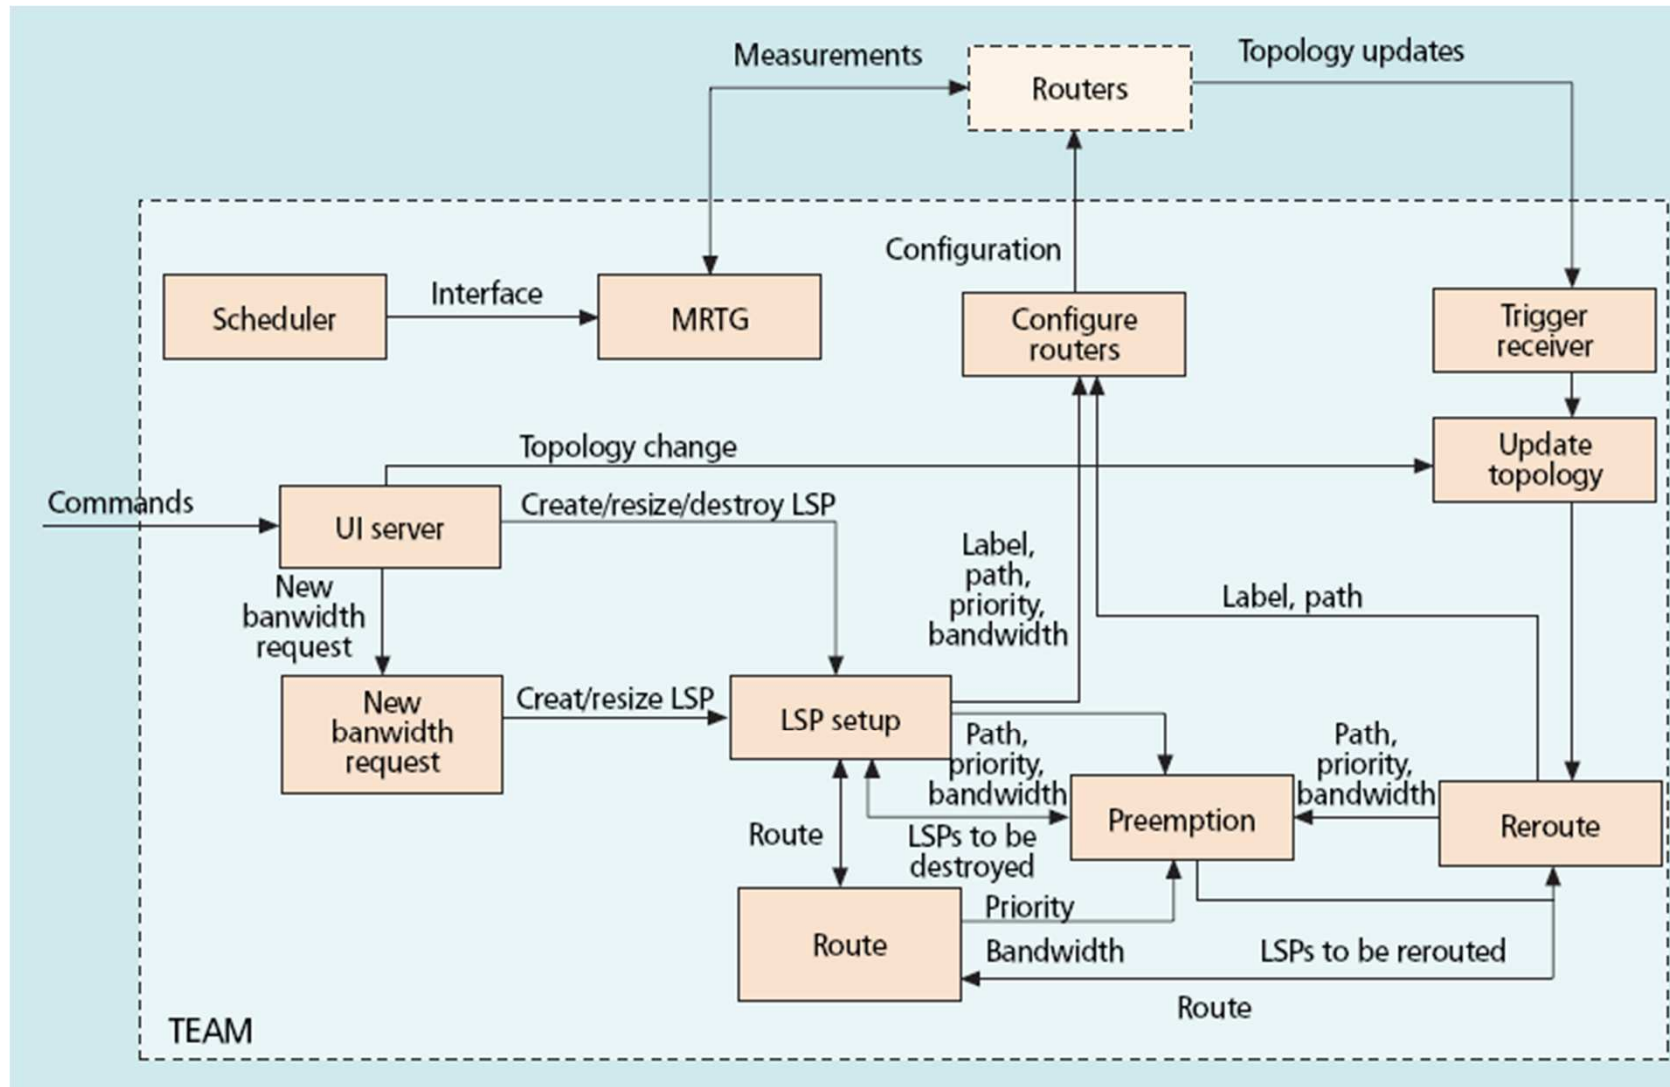 Measurements
Routers
Topology updates
Configuration
Scheduler
Interface
MRTG
Configure
routers
Trigger
receiver
Topology change
Update
topology
Commands
UI server
Create/resize/destroy LSP
Label,
path,
priority,
bandwidth
Label, path
New
banwidth
request
New
banwidth
request
Creat/resize LSP
LSP setup
Path,
priority,
bandwidth
Path,
priority,
bandwidth
Preemption
Reroute
Route
LSPs to be
destroyed
Route
Priority
Bandwidth
LSPs to be rerouted
Route
TEAM